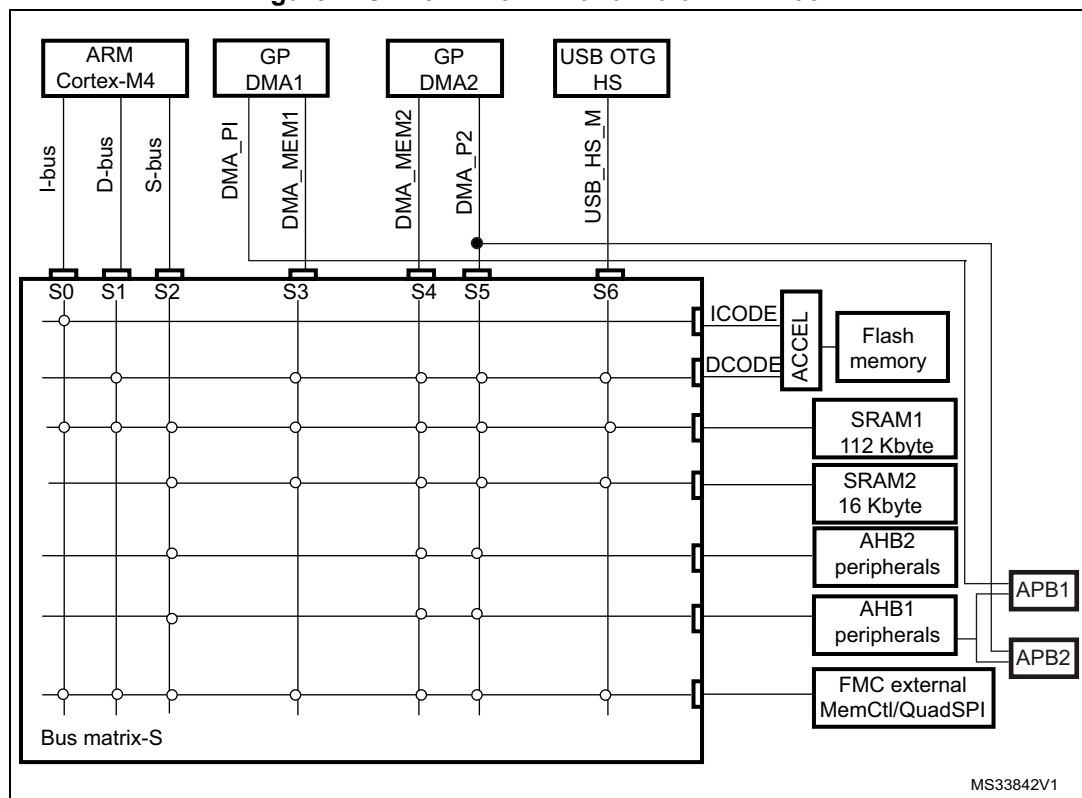 ARM
Cortex-M4
GP
DMA1
GP
DMA2
USB OTG
HS
I-bus
D-bus
S-bus
DMA_PI
DMA_MEM1
DMA_MEM2
DMA_P2
USB_HS_M
S0 S1 S2 S3 S4 S5 S6
ICODE
DCODE
ACCEL
Flash
memory
SRAM1
112 Kbyte
SRAM2
16 Kbyte
AHB2
peripherals
AHB1
peripherals
APB1
APB2
FMC external
MemCtl/QuadSPI
Bus matrix-S
MS33842V1